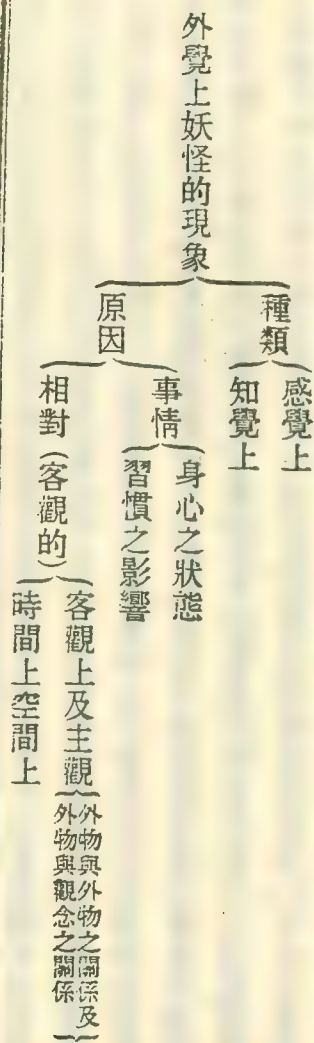 外覺上妖怪的現象
種類
感覺上
知覺上
原因
事情
身心之狀態
習慣之影響
相對（客觀的）
客觀上及主觀
外物與外物之關係及
外物與觀念之關係
時間上空間上